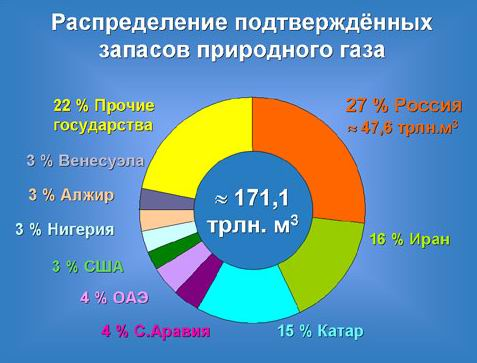 Распределение подтверждённых
запасов природного газа
22 % Прочие
государства
27 % Россия
≈ 47,6 трлн.м³
3 % Венесуэла
3 % Алжир
≈ 171,1
трлн. м³
3 % Нигерия
16 % Иран
3 % США
4 % ОАЭ
4 % С.Аравия
15 % Катар